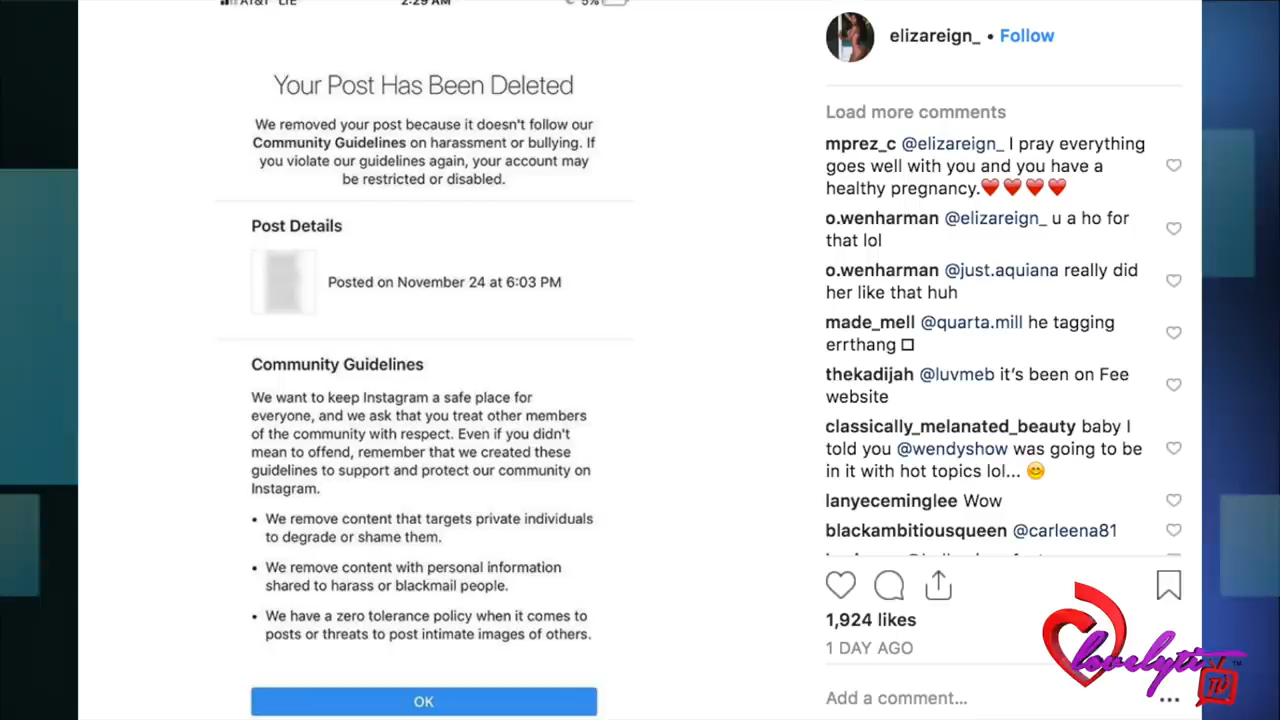 AT&T LTE 2:29 AM 5%
Your Post Has Been Deleted
We removed your post because it doesn't follow our
Community Guidelines on harassment or bullying. If
you violate our guidelines again, your account may
be restricted or disabled.
Post Details
Posted on November 24 at 6:03 PM
Community Guidelines
We want to keep Instagram a safe place for
everyone, and we ask that you treat other members
of the community with respect. Even if you didn't
mean to offend, remember that we created these
guidelines to support and protect our community on
Instagram.
• We remove content that targets private individuals
to degrade or shame them.
• We remove content with personal information
shared to harass or blackmail people.
• We have a zero tolerance policy when it comes to
posts or threats to post intimate images of others.
OK
elizareign_ • Follow
Load more comments
mprez_c @elizareign_ I pray everything
goes well with you and you have a
healthy pregnancy.❤️❤️❤️❤️
o.wenharman @elizareign_ u a ho for
that lol
o.wenharman @just.aquiana really did
her like that huh
made_mell @quarta.mill he tagging
errthang □
thekadijah @luvmeb it's been on Fee
website
classically_melanated_beauty baby I
told you @wendyshow was going to be
in it with hot topics lol... 😊
lanyeceminglee Wow
blackambitiousqueen @carleena81
1,924 likes
1 DAY AGO
Add a comment...
lovelyti TV ™